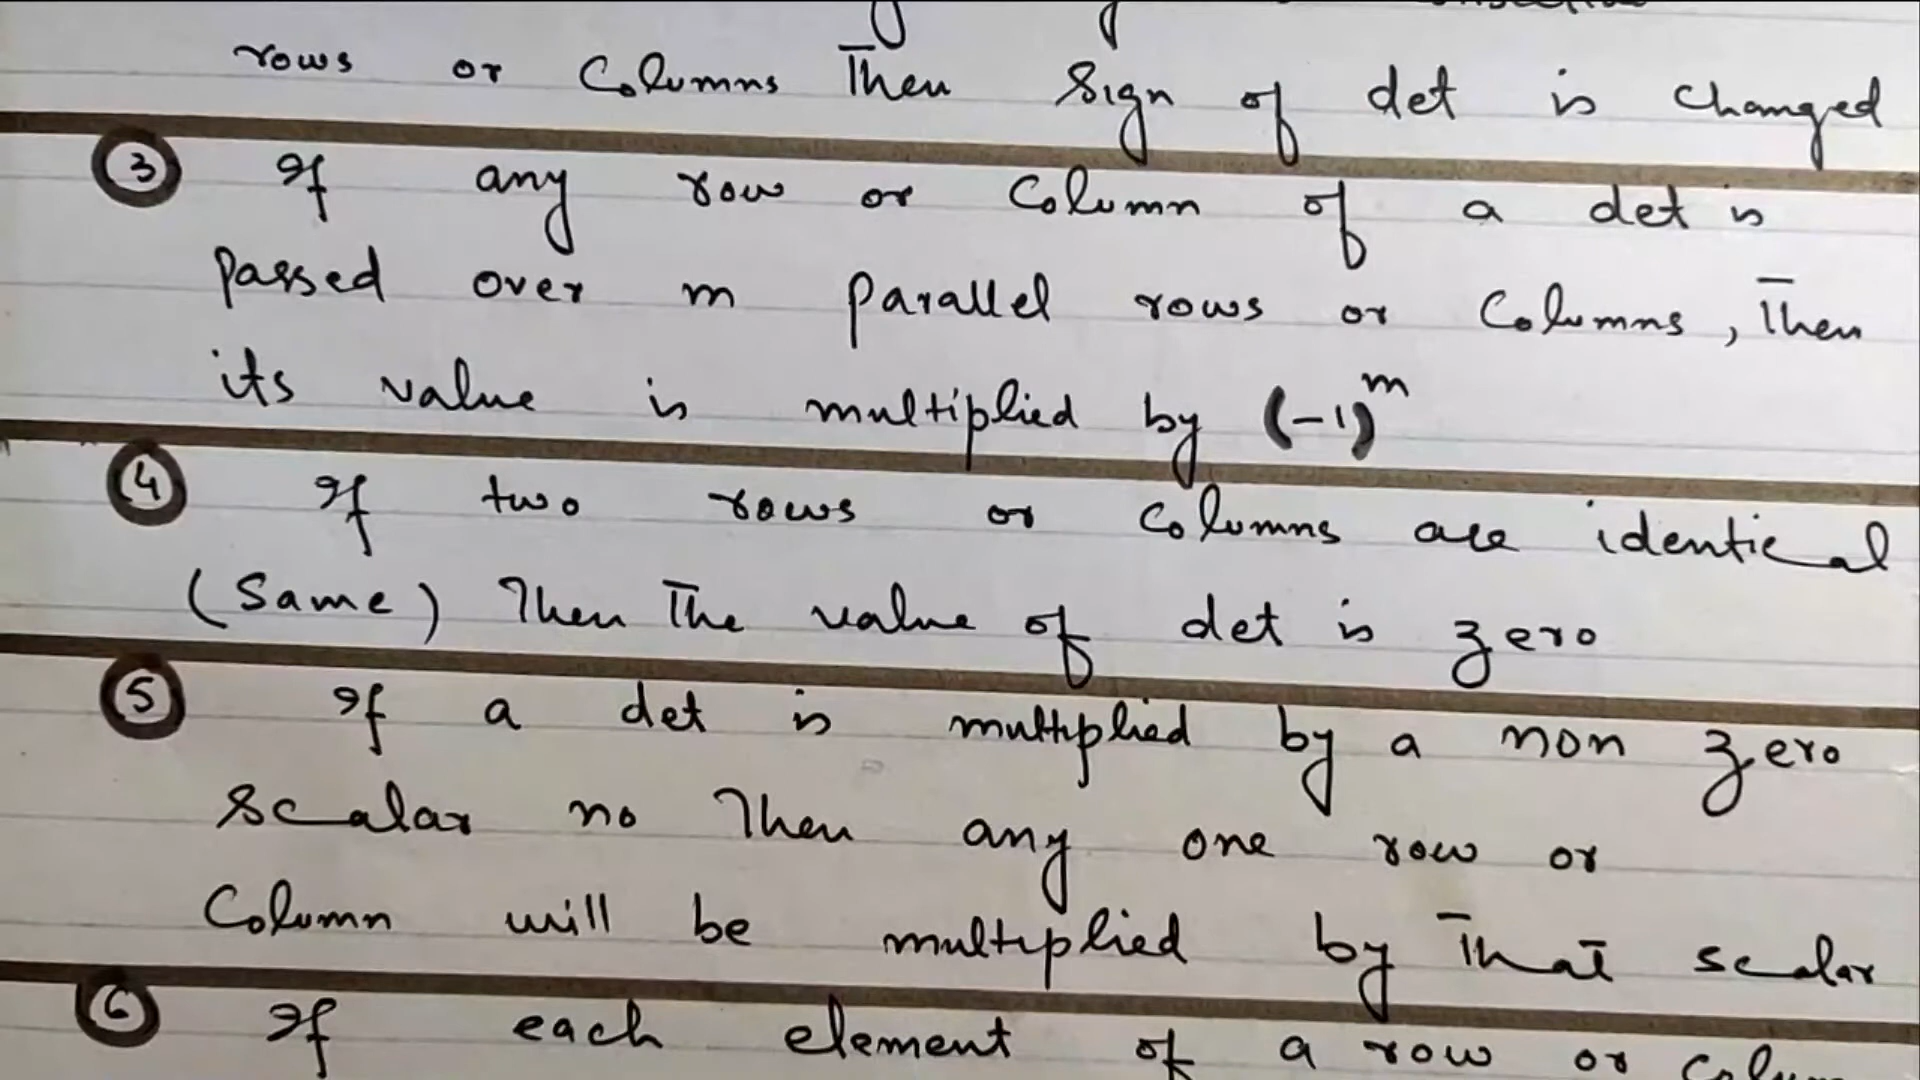 rows or Columns Then Sign of det is changed
③ If any row or Column of a det is
passed over m parallel rows or Columns, Then
its value is multiplied by (-1)^m
④ If two rows or Columns are identical
(Same) Then The value of det is zero
⑤ If a det is multiplied by a non zero
scalar no Then any one row or
Column will be multiplied by That scalar
⑥ If each element of a row or